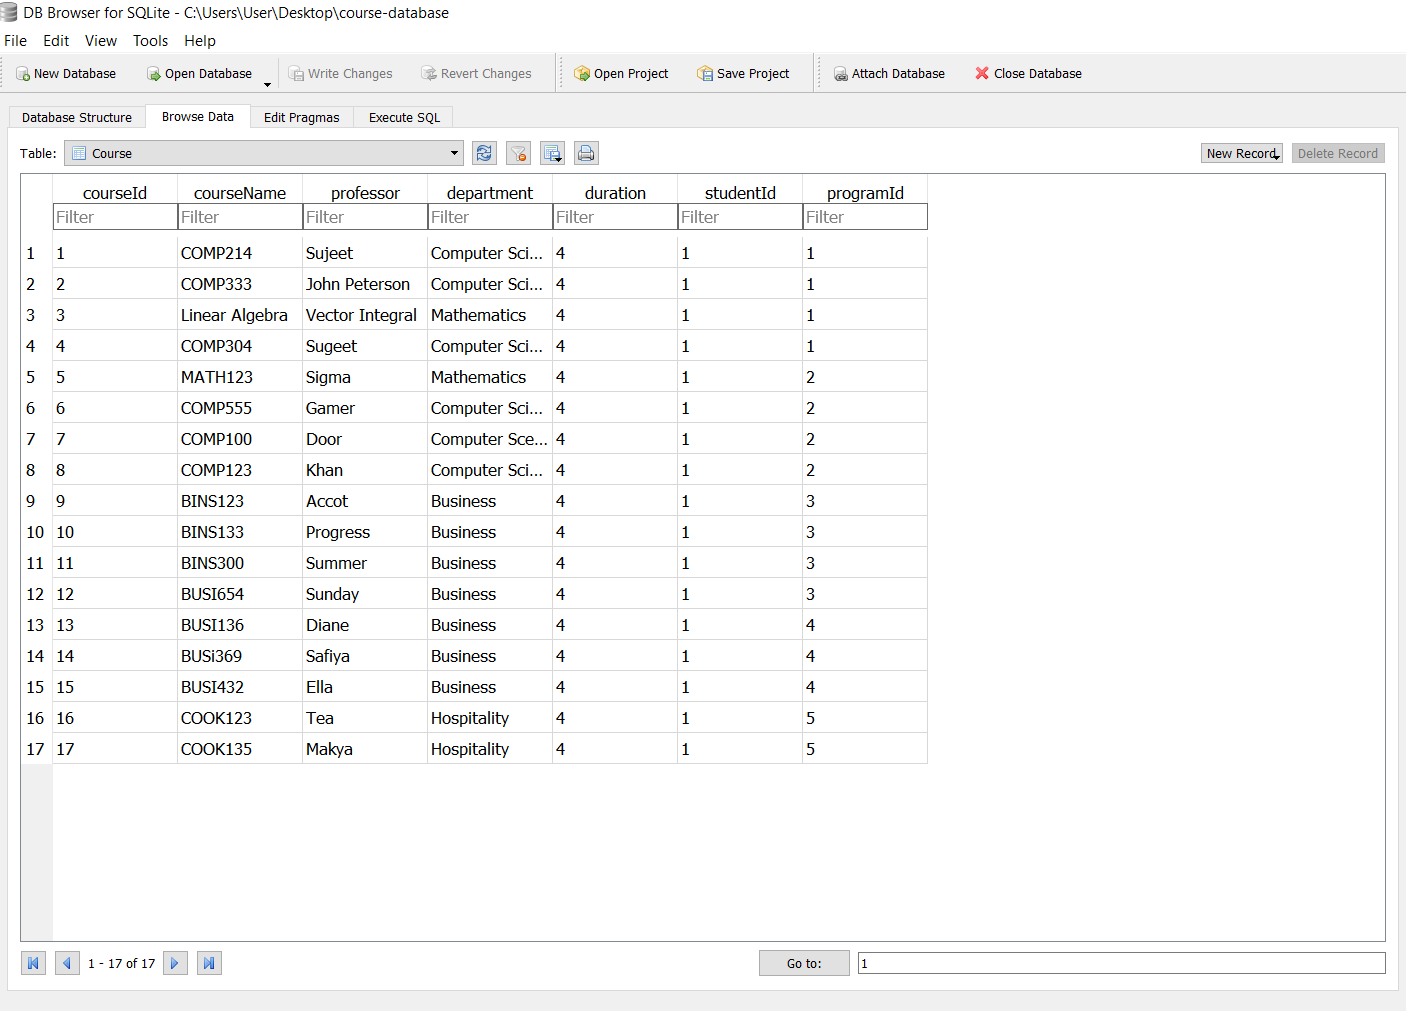 DB Browser for SQLite - C:\Users\User\Desktop\course-database
File Edit View Tools Help
New Database Open Database Write Changes Revert Changes Open Project Save Project Attach Database Close Database
Database Structure Browse Data Edit Pragmas Execute SQL
Table: Course New Record Delete Record
courseId courseName professor department duration studentId programId
Filter Filter Filter Filter Filter Filter Filter
1 1 COMP214 Sujeet Computer Sci... 4 1 1
2 2 COMP333 John Peterson Computer Sci... 4 1 1
3 3 Linear Algebra Vector Integral Mathematics 4 1 1
4 4 COMP304 Sugeet Computer Sci... 4 1 1
5 5 MATH123 Sigma Mathematics 4 1 2
6 6 COMP555 Gamer Computer Sci... 4 1 2
7 7 COMP100 Door Computer Sce... 4 1 2
8 8 COMP123 Khan Computer Sci... 4 1 2
9 9 BINS123 Accot Business 4 1 3
10 10 BINS133 Progress Business 4 1 3
11 11 BINS300 Summer Business 4 1 3
12 12 BUSI654 Sunday Business 4 1 3
13 13 BUSI136 Diane Business 4 1 4
14 14 BUSi369 Safiya Business 4 1 4
15 15 BUSI432 Ella Business 4 1 4
16 16 COOK123 Tea Hospitality 4 1 5
17 17 COOK135 Makya Hospitality 4 1 5
1 - 17 of 17 Go to: 1